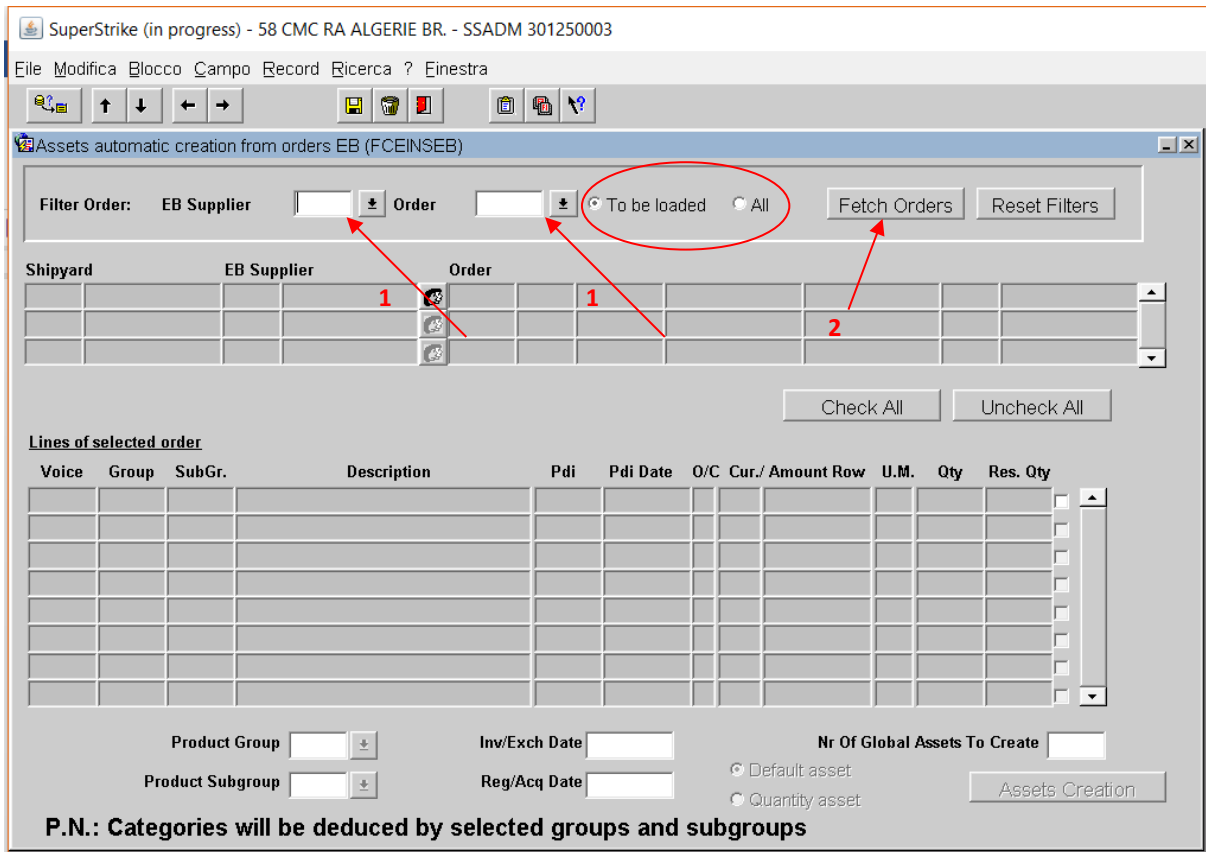 SuperStrike (in progress) - 58 CMC RA ALGERIE BR. - SSADM 301250003
File Modifica Blocco Campo Record Ricerca ? Finestra
Assets automatic creation from orders EB (FCEINSEB)
Filter Order: EB Supplier Order To be loaded All Fetch Orders Reset Filters
Shipyard EB Supplier Order
1 1 2
Check All Uncheck All
Lines of selected order
Voice Group SubGr. Description Pdi Pdi Date O/C Cur./ Amount Row U.M. Qty Res. Qty
Product Group Inv/Exch Date Nr Of Global Assets To Create
Product Subgroup Reg/Acq Date Default asset
Quantity asset Assets Creation
P.N.: Categories will be deduced by selected groups and subgroups